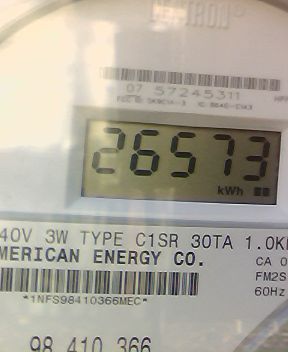 CENTRON
07 57245311
26573
kWh
40V 3W TYPE C1SR 30TA 1.0K
MERICAN ENERGY CO.
CA 0
FM2S
60Hz
*1NFS98410366MEC*
98 410 366